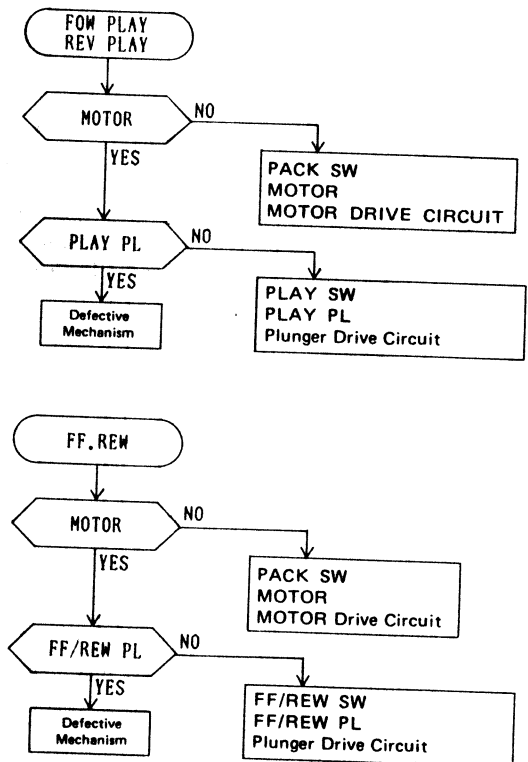 FOW PLAY
REV PLAY
MOTOR
NO
YES
PACK SW
MOTOR
MOTOR DRIVE CIRCUIT
PLAY PL
NO
YES
PLAY SW
PLAY PL
Plunger Drive Circuit
Defective
Mechanism
FF.REW
MOTOR
NO
YES
PACK SW
MOTOR
MOTOR Drive Circuit
FF/REW PL
NO
YES
FF/REW SW
FF/REW PL
Plunger Drive Circuit
Defective
Mechanism